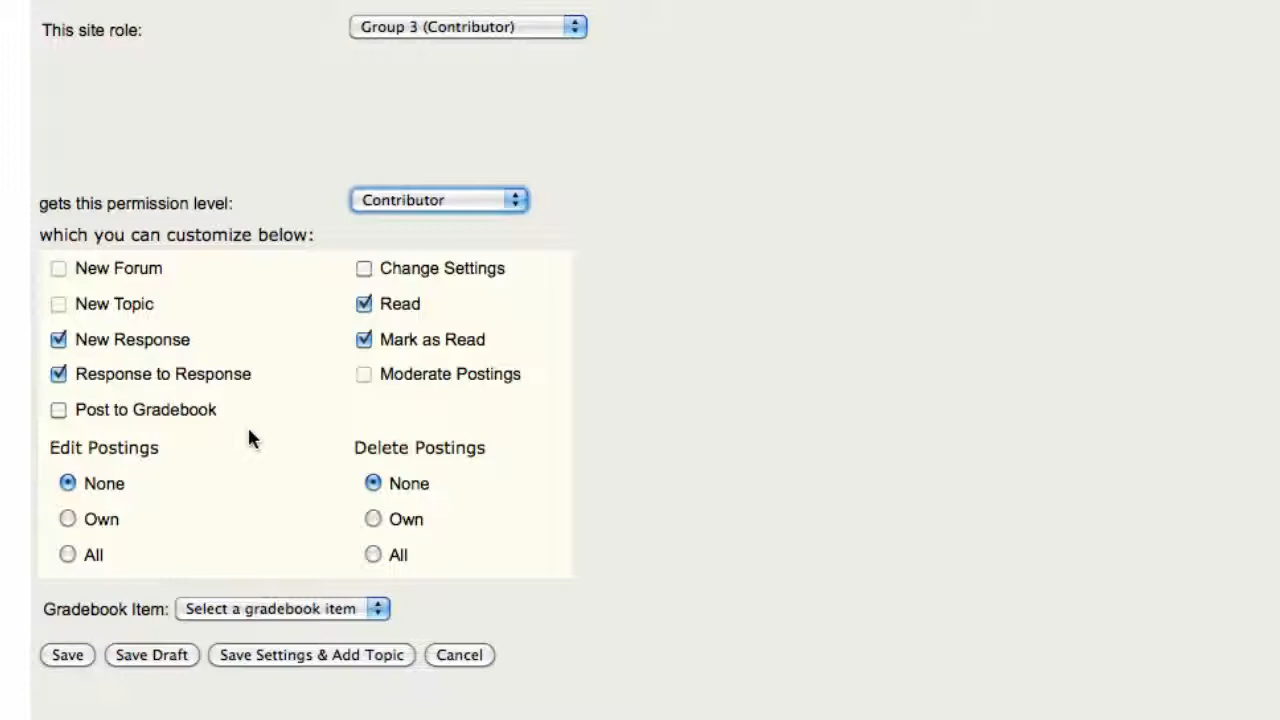 This site role: Group 3 (Contributor)
gets this permission level: Contributor
which you can customize below:
New Forum Change Settings
New Topic Read
New Response Mark as Read
Response to Response Moderate Postings
Post to Gradebook
Edit Postings Delete Postings
None None
Own Own
All All
Gradebook Item: Select a gradebook item
Save Save Draft Save Settings & Add Topic Cancel